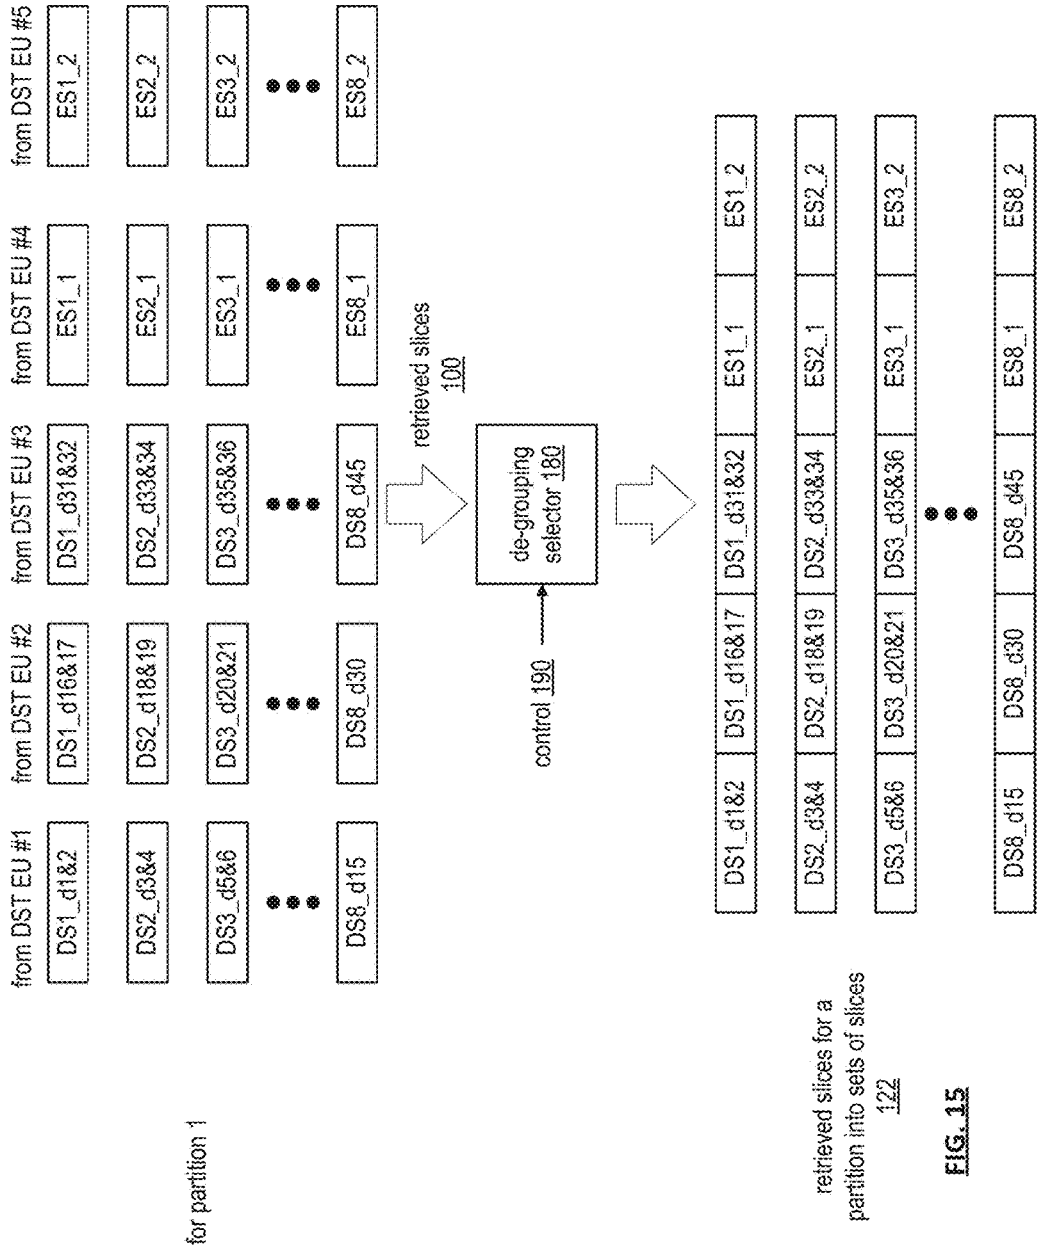 for partition 1
from DST EU #1
from DST EU #2
from DST EU #3
from DST EU #4
from DST EU #5
DS1_d1&2
DS1_d16&17
DS1_d31&32
ES1_1
ES1_2
DS2_d3&4
DS2_d18&19
DS2_d33&34
ES2_1
ES2_2
DS3_d5&6
DS3_d20&21
DS3_d35&36
ES3_1
ES3_2
DS8_d15
DS8_d30
DS8_d45
ES8_1
ES8_2
retrieved slices
100
control 190
de-grouping
selector 180
DS1_d1&2
DS1_d16&17
DS1_d31&32
ES1_1
ES1_2
DS2_d3&4
DS2_d18&19
DS2_d33&34
ES2_1
ES2_2
DS3_d5&6
DS3_d20&21
DS3_d35&36
ES3_1
ES3_2
DS8_d15
DS8_d30
DS8_d45
ES8_1
ES8_2
retrieved slices for a
partition into sets of slices
122
FIG. 15